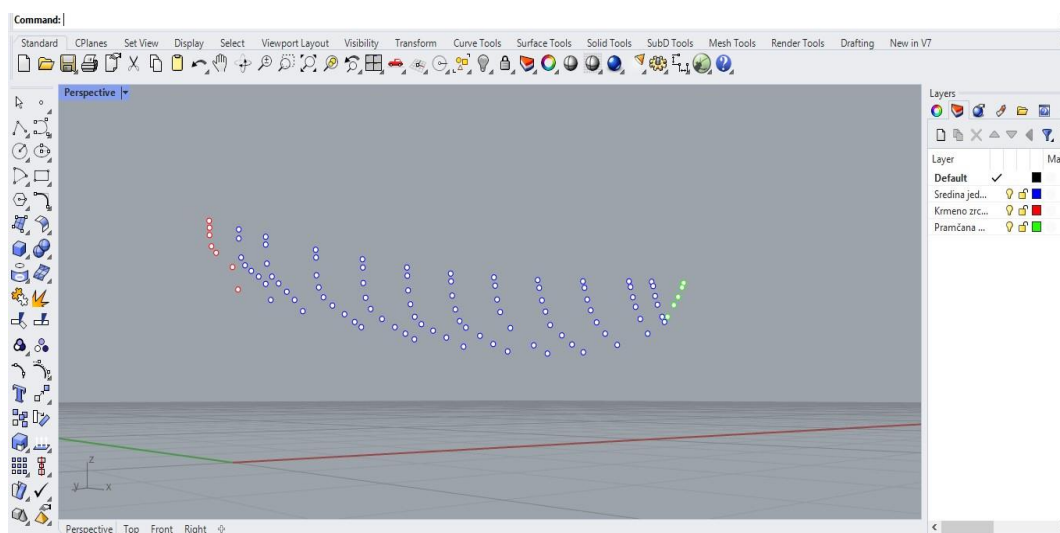 Command:
Standard CPlanes Set View Display Select Viewport Layout Visibility Transform Curve Tools Surface Tools Solid Tools SubD Tools Mesh Tools Render Tools Drafting New in V7
Perspective
Layers
Layer Ma
Default
Sredina jed...
Krmeno zrc...
Pramčana ...
z
y x
Perspective Top Front Right